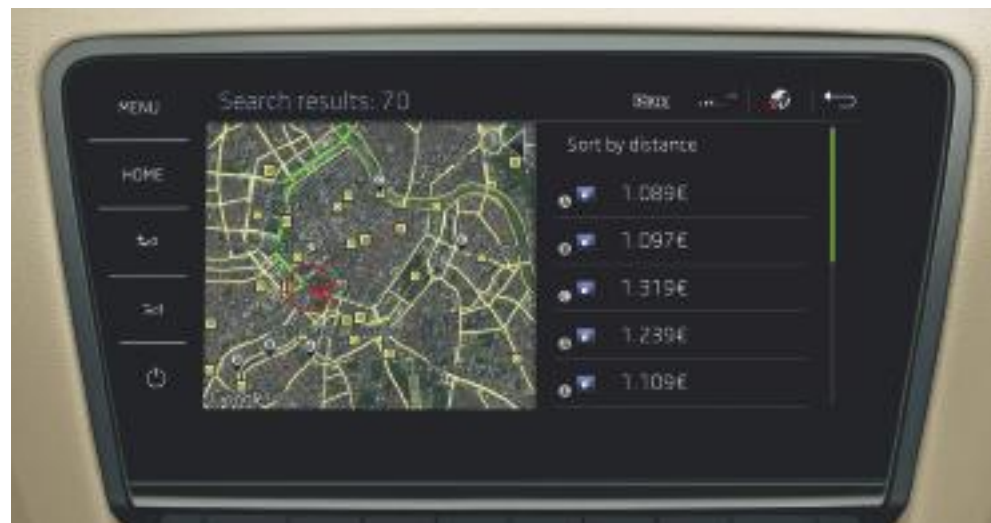 MENU
Search results: 70
HOME
Sort by distance
1.089€
1.097€
1.319€
1.239€
1.109€